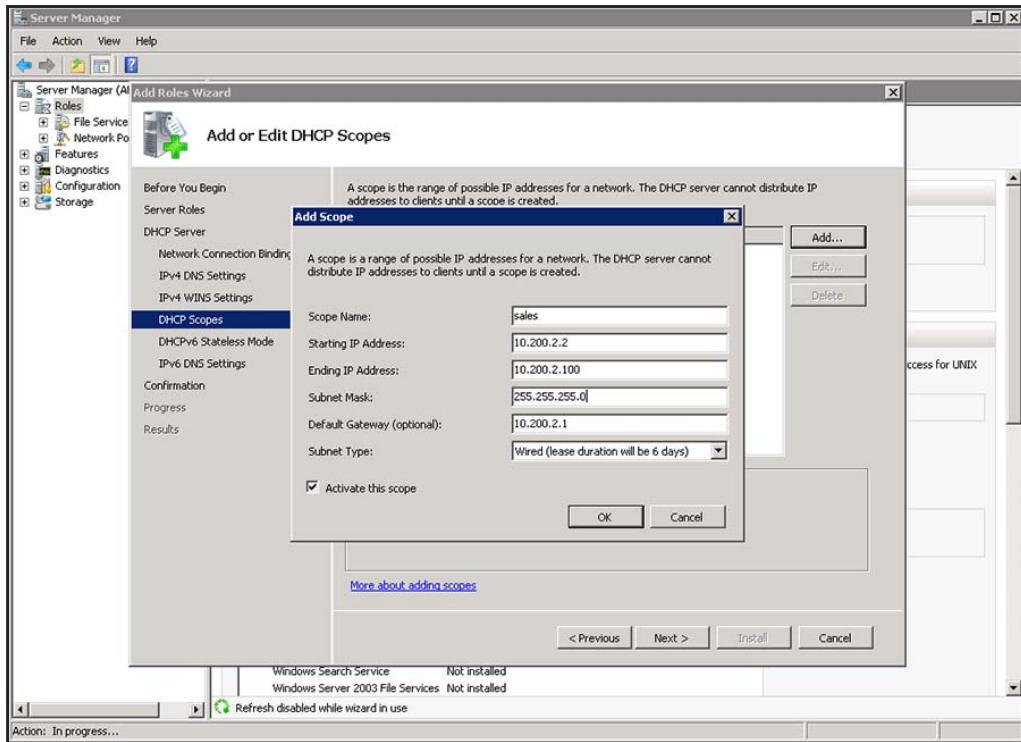 Server Manager
File Action View Help
Server Manager (Al
Roles
File Service
Network Po
Features
Diagnostics
Configuration
Storage
Add Roles Wizard
Add or Edit DHCP Scopes
Before You Begin
Server Roles
DHCP Server
Network Connection Binding
IPv4 DNS Settings
IPv4 WINS Settings
DHCP Scopes
DHCPv6 Stateless Mode
IPv6 DNS Settings
Confirmation
Progress
Results
A scope is the range of possible IP addresses for a network. The DHCP server cannot distribute IP
addresses to clients until a scope is created.
Add...
Edit...
Delete
Add Scope
A scope is a range of possible IP addresses for a network. The DHCP server cannot
distribute IP addresses to clients until a scope is created.
Scope Name: sales
Starting IP Address: 10.200.2.2
Ending IP Address: 10.200.2.100
Subnet Mask: 255.255.255.0
Default Gateway (optional): 10.200.2.1
Subnet Type: Wired (lease duration will be 6 days)
Activate this scope
OK Cancel
More about adding scopes
< Previous Next > Install Cancel
ccess for UNIX
Windows Search Service Not installed
Windows Server 2003 File Services Not installed
Refresh disabled while wizard in use
Action: In progress...